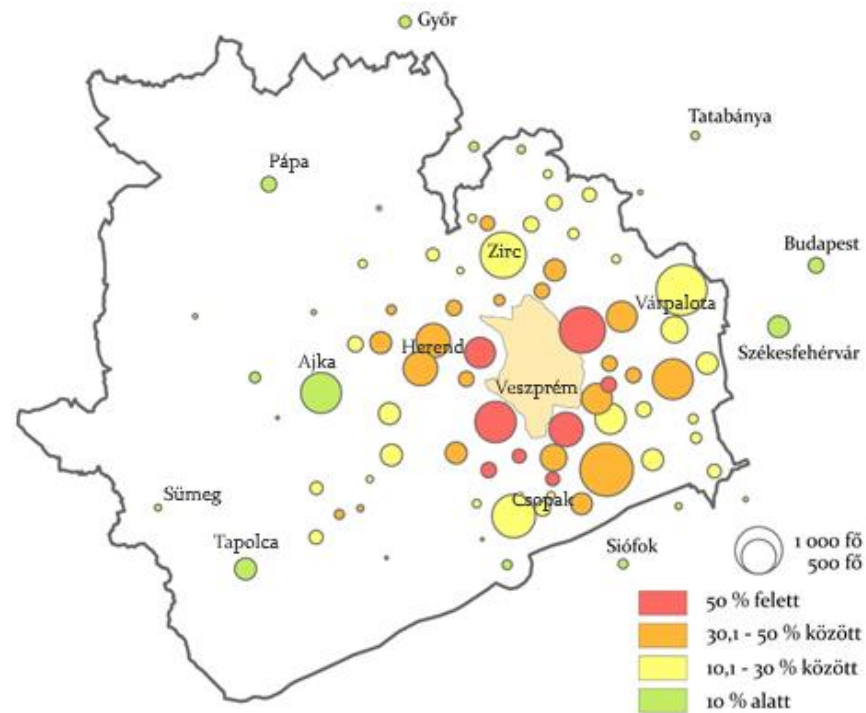 Győr
Tatabánya
Pápa
Budapest
Zirc
Várpalota
Székesfehérvár
Herend
Ajka
Veszprém
Sümeg
Csopak
Tapolca
Siófok
1 000 fő
500 fő
50 % felett
30,1 - 50 % között
10,1 - 30 % között
10 % alatt